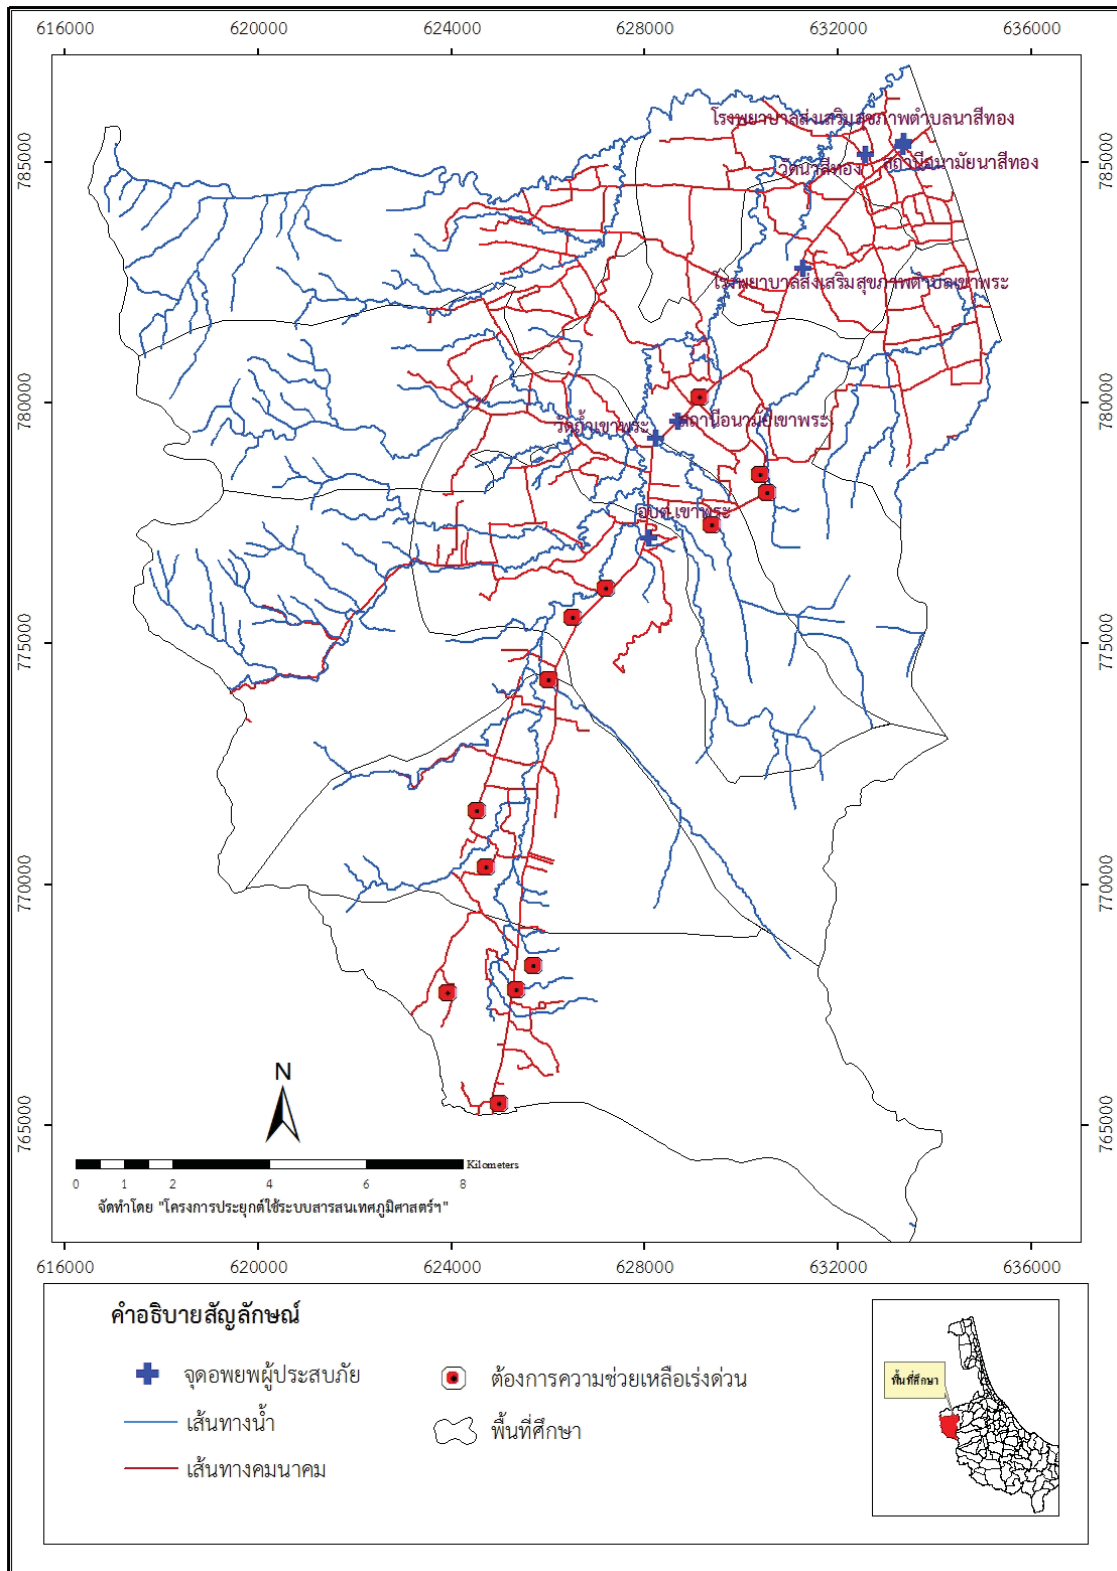 616000 620000 624000 628000 632000 636000
โรงพยาบาลส่งเสริมสุขภาพตำบลนาสีทอง
785000 วัดนาสีทอง สถานีอนามัยนาสีทอง 785000
โรงพยาบาลส่งเสริมสุขภาพตำบลเขาพระ
780000 780000
วัดถ้ำเขาพระ สถานีอนามัยเขาพระ
อบต.เขาพระ
775000 775000
770000 770000
N
765000 765000
Kilometers
0 1 2 4 6 8
จัดทำโดย "โครงการประยุกต์ใช้ระบบสารสนเทศภูมิศาสตร์ฯ"
616000 620000 624000 628000 632000 636000
คำอธิบายสัญลักษณ์
จุดอพยพผู้ประสบภัย ต้องการความช่วยเหลือเร่งด่วน
เส้นทางน้ำ พื้นที่ศึกษา
เส้นทางคมนาคม
พื้นที่ศึกษา